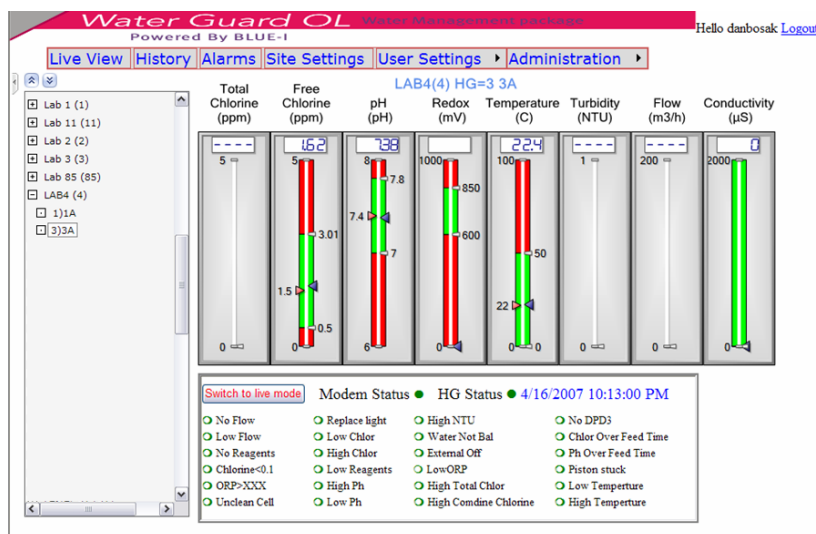 Water Guard OL Water Management package
Powered By BLUE-I
Hello danbosak Logout
Live View History Alarms Site Settings User Settings Administration
LAB4(4) HG=3 3A
Lab 1 (1)
Lab 11 (11)
Lab 2 (2)
Lab 3 (3)
Lab 85 (85)
LAB4 (4)
1)1A
3)3A
Total Chlorine (ppm)
----
5
0
Free Chlorine (ppm)
1.62
5
3.01
1.5
0.5
0
pH (pH)
7.38
8
7.8
7.4
7
6
Redox (mV)
1000
850
600
0
Temperature (C)
22.4
100
50
22
0 0
Turbidity (NTU)
----
1
0
Flow (m3/h)
----
200
0
Conductivity (µS)
0
2000
0
Switch to live mode Modem Status HG Status 4/16/2007 10:13:00 PM
No Flow Replace light High NTU No DPD3
Low Flow Low Chlor Water Not Bal Chlor Over Feed Time
No Reagents High Chlor External Off Ph Over Feed Time
Chlorine<0.1 Low Reagents LowORP Piston stuck
ORP>XXX High Ph High Total Chlor Low Temperture
Unclean Cell Low Ph High Comdine Chlorine High Temperture